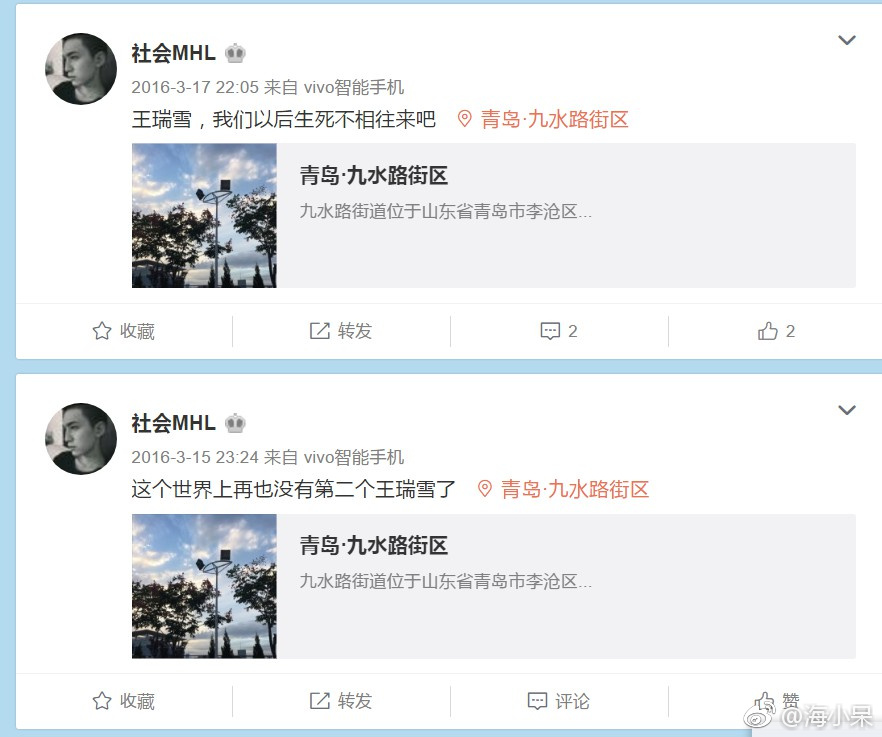 社会MHL
2016-3-17 22:05 来自 vivo智能手机
王瑞雪，我们以后生死不相往来吧 青岛·九水路街区
青岛·九水路街区
九水路街道位于山东省青岛市李沧区...
收藏 转发 2 2
社会MHL
2016-3-15 23:24 来自 vivo智能手机
这个世界上再也没有第二个王瑞雪了 青岛·九水路街区
青岛·九水路街区
九水路街道位于山东省青岛市李沧区...
收藏 转发 评论 赞
@海小呆